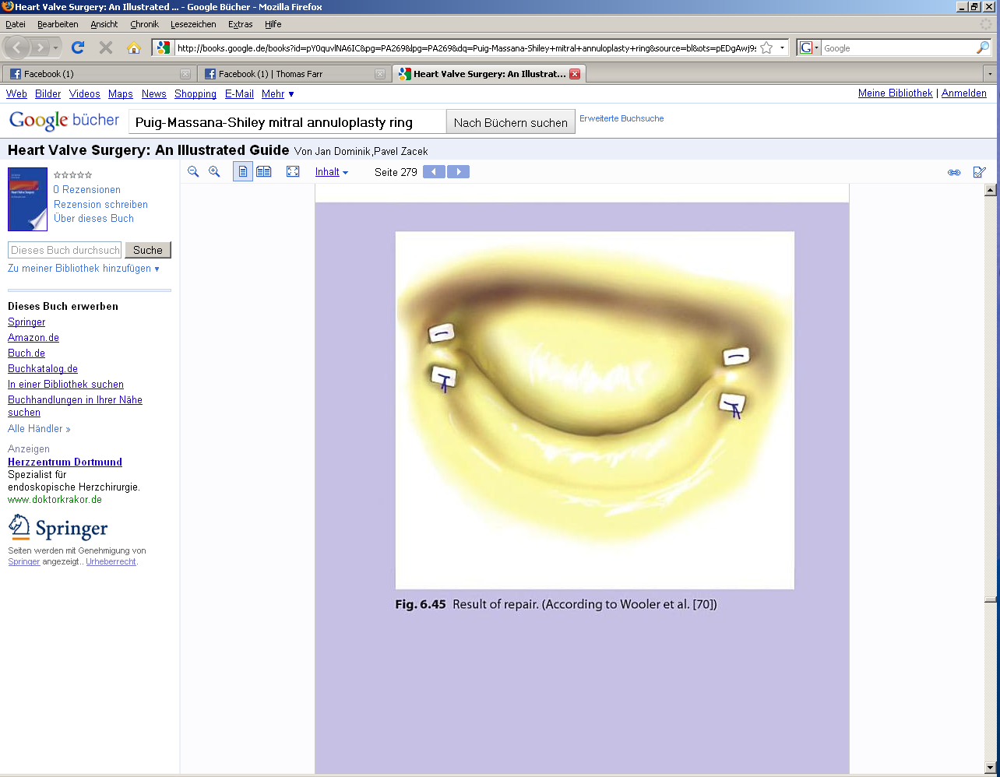 Heart Valve Surgery: An Illustrated ... - Google Bücher - Mozilla Firefox
Datei Bearbeiten Ansicht Chronik Lesezeichen Extras Hilfe
http://books.google.de/books?id=pY0quvlNA6IC&pg=PA269&lpg=PA269&dq=Puig-Massana-Shiley+mitral+annuloplasty+ring&source=bl&ots=pEDgAwj9
Google
Facebook (1)
Facebook (1) | Thomas Farr
Heart Valve Surgery: An Illustrat...
Web Bilder Videos Maps News Shopping E-Mail Mehr ▼
Meine Bibliothek | Anmelden
Google bücher
Puig-Massana-Shiley mitral annuloplasty ring
Nach Büchern suchen
Erweiterte Buchsuche
Heart Valve Surgery: An Illustrated Guide Von Jan Dominik,Pavel Zacek
Inhalt
Seite 279
0 Rezensionen
Rezension schreiben
Über dieses Buch
Dieses Buch durchsuch
Suche
Zu meiner Bibliothek hinzufügen ▼
Dieses Buch erwerben
Springer
Amazon.de
Buch.de
Buchkatalog.de
In einer Bibliothek suchen
Buchhandlungen in Ihrer Nähe
suchen
Alle Händler »
Anzeigen
Herzzentrum Dortmund
Spezialist für
endoskopische Herzchirurgie.
www.doktorkrakor.de
Springer
Seiten werden mit Genehmigung von
Springer angezeigt.. Urheberrecht.
Fig. 6.45 Result of repair. (According to Wooler et al. [70])